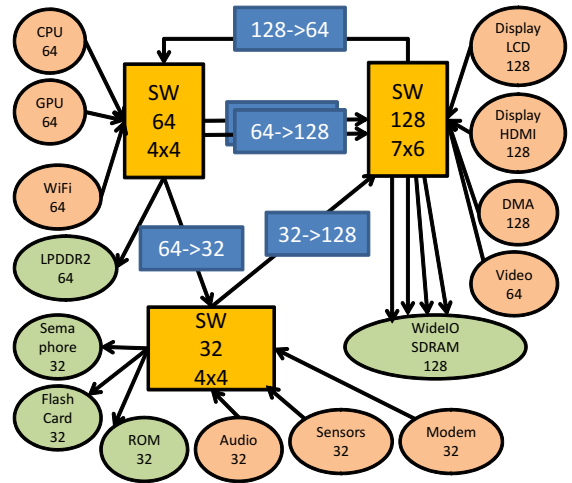 CPU
64
GPU
64
WiFi
64
LPDDR2
64
128->64
SW
64
4x4
64->128
SW
128
7x6
Display
LCD
128
Display
HDMI
128
DMA
128
Video
64
64->32
32->128
WideIO
SDRAM
128
SW
32
4x4
Sema
phore
32
Flash
Card
32
ROM
32
Audio
32
Sensors
32
Modem
32